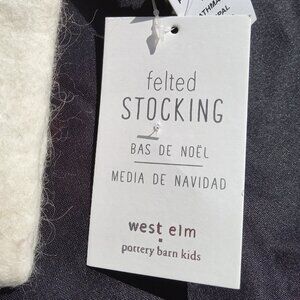 felted
STOCKING
BAS DE NOËL
MEDIA DE NAVIDAD
west elm
pottery barn kids